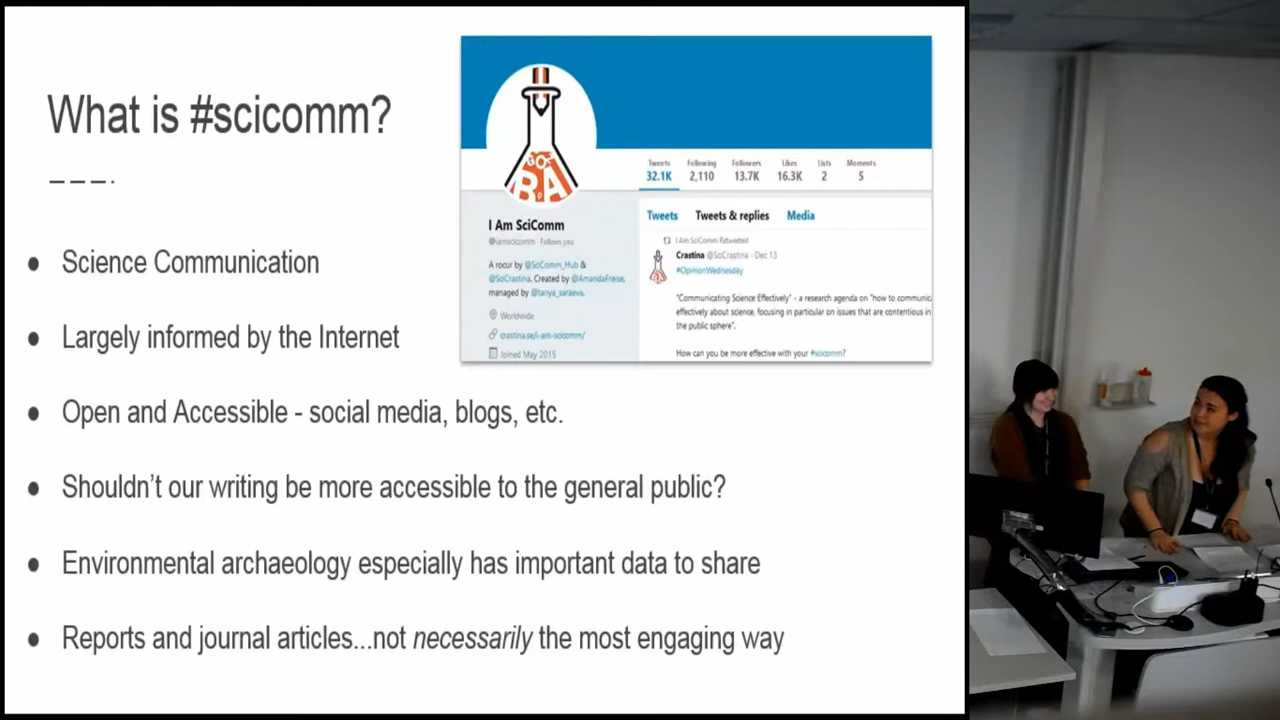 What is #scicomm?
Science Communication
Largely informed by the Internet
Open and Accessible - social media, blogs, etc.
Shouldn't our writing be more accessible to the general public?
Environmental archaeology especially has important data to share
Reports and journal articles...not necessarily the most engaging way
Tweets Following Followers Likes Lists Moments
32.1K 2,110 13.7K 16.3K 2 5
I Am SciComm
@iamscicomm Follows you
A rocur by @SciComm_Hub &
@SciCrastina. Created by @AmandaFreise,
managed by @tanya_saraeva.
Worldwide
crastina.se/i-am-scicomm/
Joined May 2015
Tweets Tweets & replies Media
I Am SciComm Retweeted
Crastina @SciCrastina - Dec 13
#OpinionWednesday
"Communicating Science Effectively" - a research agenda on "how to communic
effectively about science, focusing in particular on issues that are contentious in
the public sphere".
How can you be more effective with your #scicomm?